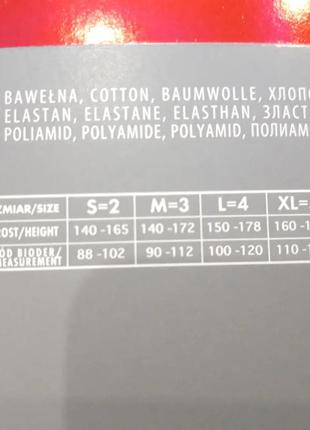 BAWEŁNA, COTTON, BAUMWOLLE, ХЛОПО
ELASTAN, ELASTANE, ELASTHAN, ЭЛАСТ
POLIAMID, POLYAMIDE, POLYAMID, ПОЛИАМ
ZMIAR/SIZE S=2 M=3 L=4 XL=
OST/HEIGHT 140 -165 140 -172 150 -178 160 -1
ÓD BIODER/ 88 -102 90 -112 100 -120 110 -1
MEASUREMENT